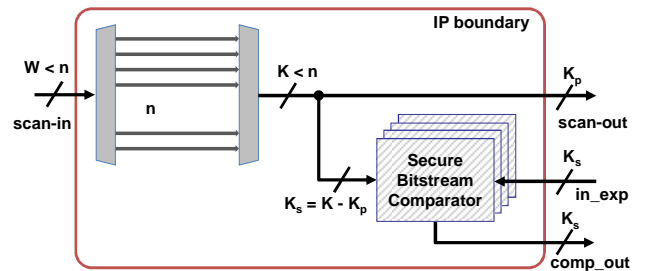 IP boundary
W < n
scan-in
n
K < n
Kp
scan-out
Secure
Bitstream
Comparator
Ks = K - Kp
Ks
in_exp
Ks
comp_out